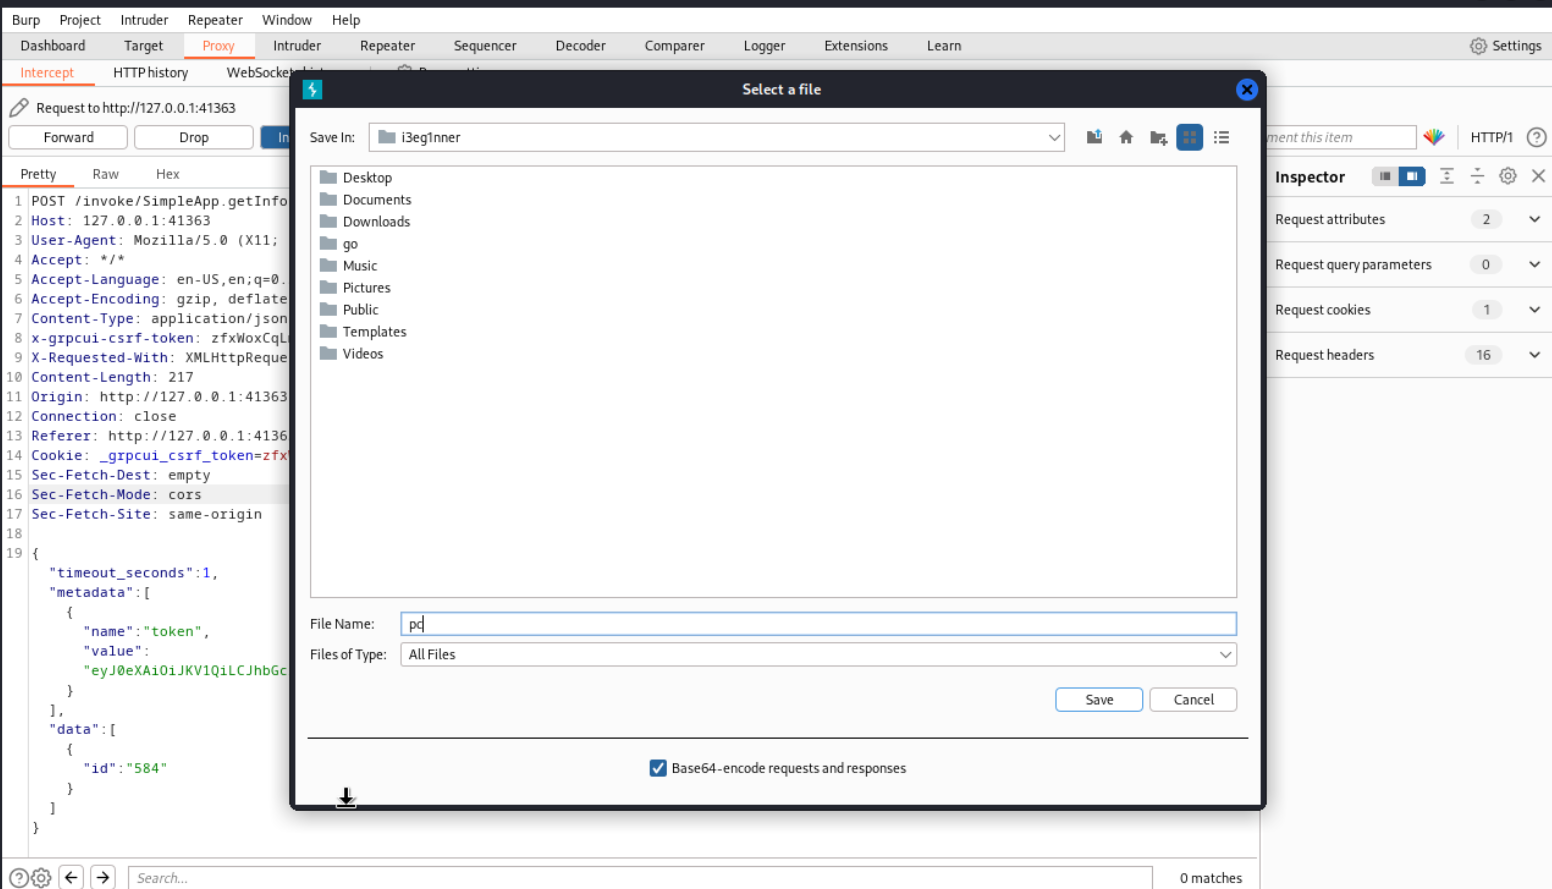 Burp Project Intruder Repeater Window Help
Dashboard Target Proxy Intruder Repeater Sequencer Decoder Comparer Logger Extensions Learn Settings
Intercept HTTP history
Request to http://127.0.0.1:41363
Forward Drop In
ment this item HTTP/1
Pretty Raw Hex
1 POST /invoke/SimpleApp.getInfo
2 Host: 127.0.0.1:41363
3 User-Agent: Mozilla/5.0 (X11;
4 Accept: */*
5 Accept-Language: en-US,en;q=0.
6 Accept-Encoding: gzip, deflate
7 Content-Type: application/json
8 x-grpcui-csrf-token: zfxWoxCqL
9 X-Requested-With: XMLHttpReque
10 Content-Length: 217
11 Origin: http://127.0.0.1:41363
12 Connection: close
13 Referer: http://127.0.0.1:4136
14 Cookie: _grpcui_csrf_token=zfx
15 Sec-Fetch-Dest: empty
16 Sec-Fetch-Mode: cors
17 Sec-Fetch-Site: same-origin
18
19 {
"timeout_seconds":1,
"metadata":[
{
"name":"token",
"value":
"eyJ0eXAiOiJKV1QiLCJhbGc
}
],
"data":[
{
"id":"584"
}
]
}
Search...
0 matches
Select a file
Save In: i3eg1nner
Desktop
Documents
Downloads
go
Music
Pictures
Public
Templates
Videos
File Name: pc
Files of Type: All Files
Save Cancel
Base64-encode requests and responses
Inspector
Request attributes 2
Request query parameters 0
Request cookies 1
Request headers 16